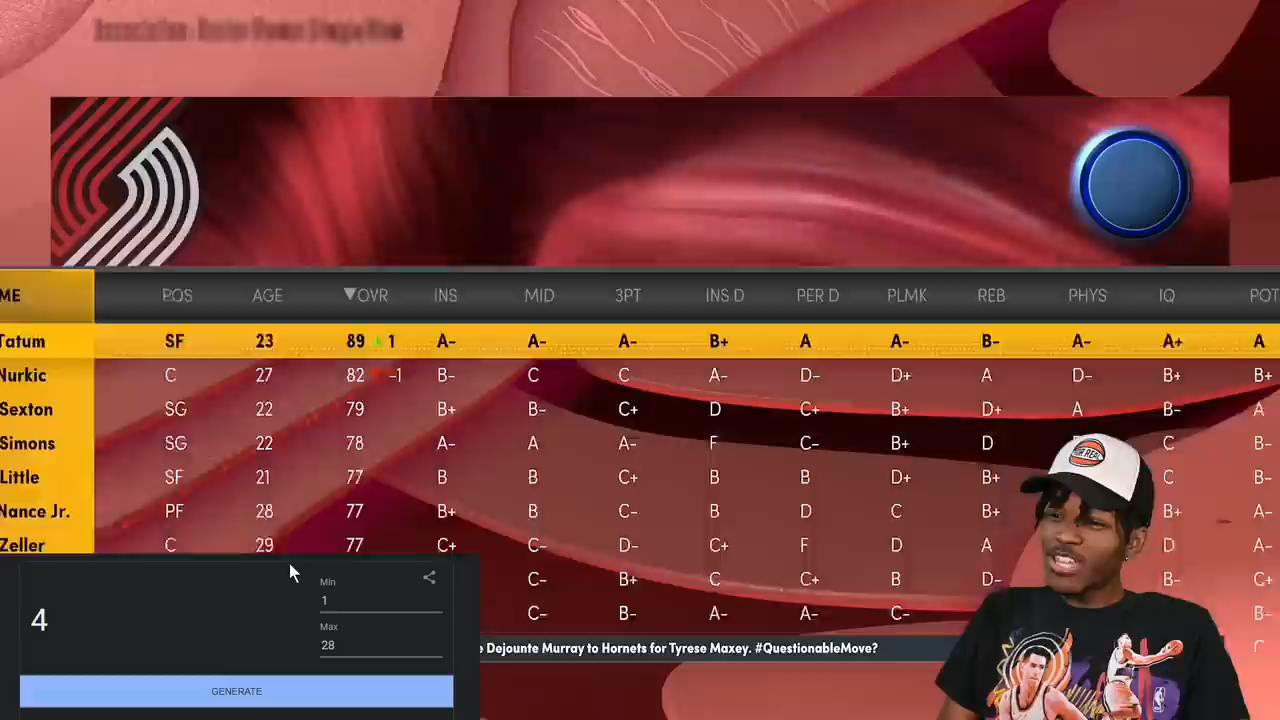 ME POS AGE ▼OVR INS MID 3PT INS D PER D PLMK REB PHYS IQ POT
Tatum SF 23 89 1 A- A- A- B+ A A- B- A- A+ A
Nurkic C 27 82 -1 B- C C A- D- D+ A D- B+ B+
Sexton SG 22 79 B+ B- C+ D C+ B+ D+ A B- A
Simons SG 22 78 A- A A- F C- B+ D C B-
Little SF 21 77 B B C+ B B D+ B+ C B-
Nance Jr. PF 28 77 B+ B C- B D C B+ B+ A-
Zeller C 29 77 C+ C- D- C+ F D A D A-
C- B+ C C+ B D- B- C+
C- B- A- A- C- B-
Min
1
4
Max
28
GENERATE
e Dejounte Murray to Hornets for Tyrese Maxey. #QuestionableMove?
FOR REAL